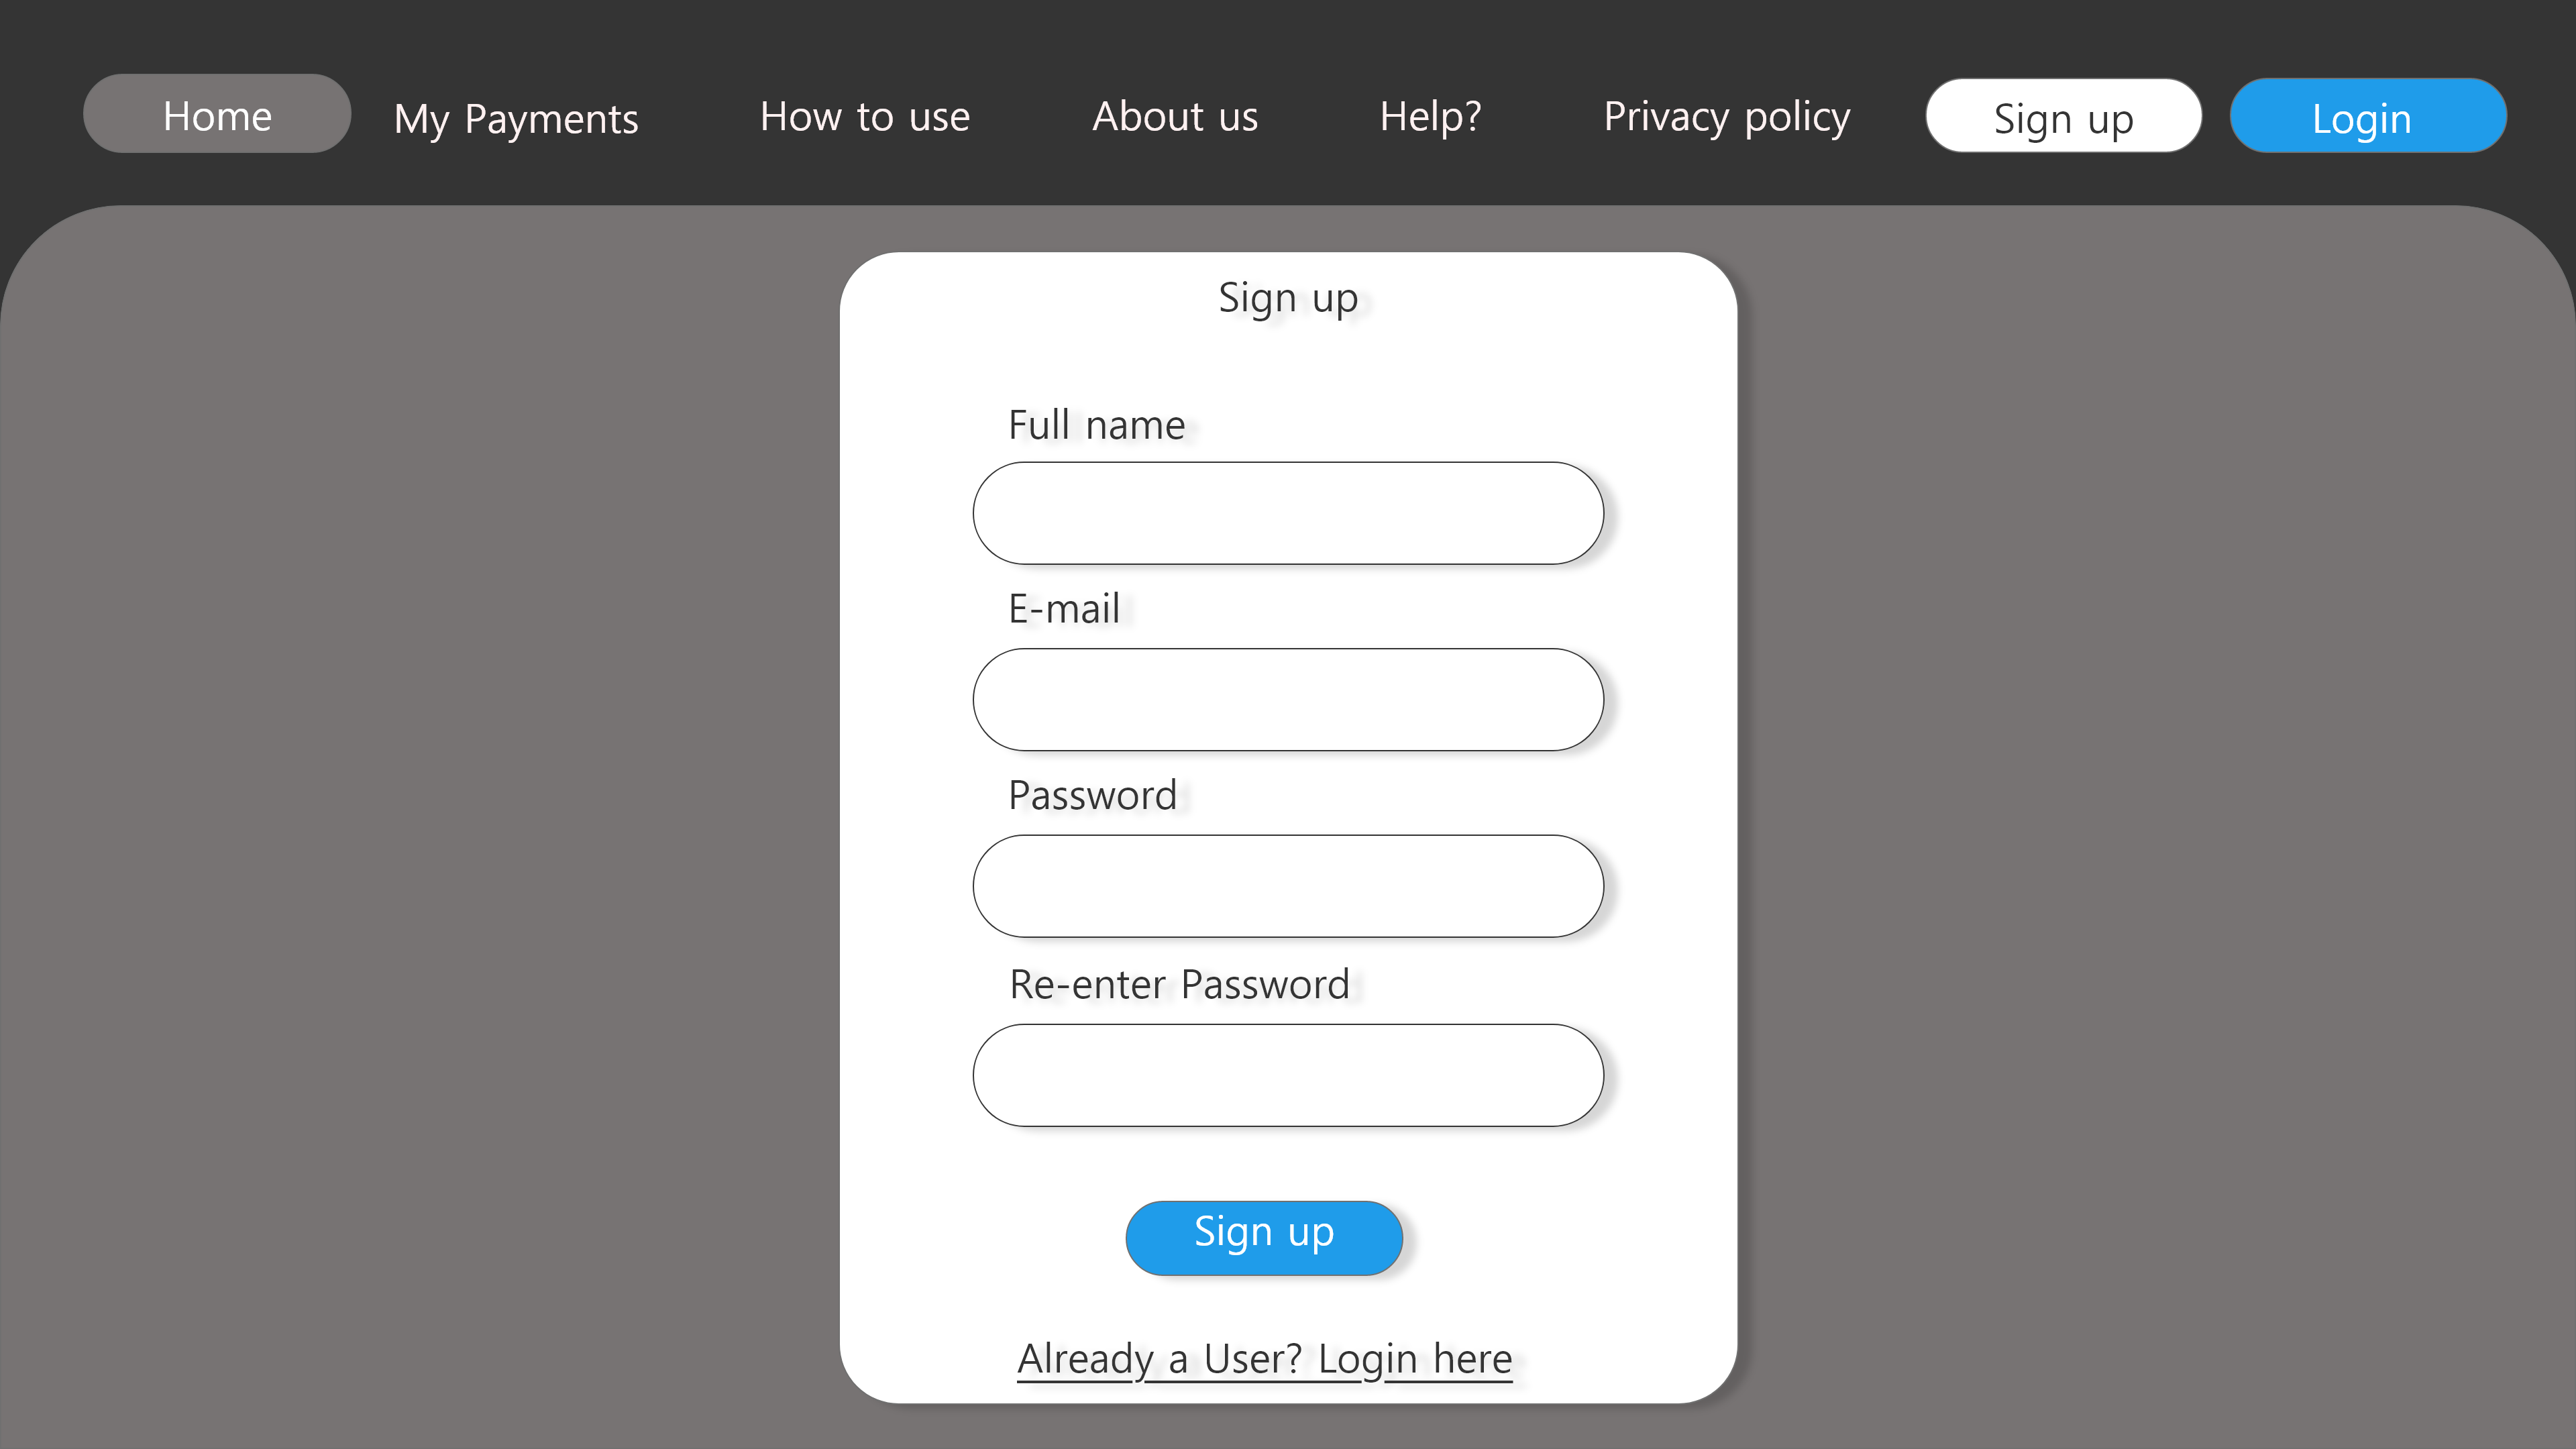 Home My Payments How to use About us Help? Privacy policy Sign up Login
Sign up
Full name
E-mail
Password
Re-enter Password
Sign up
Already a User? Login here